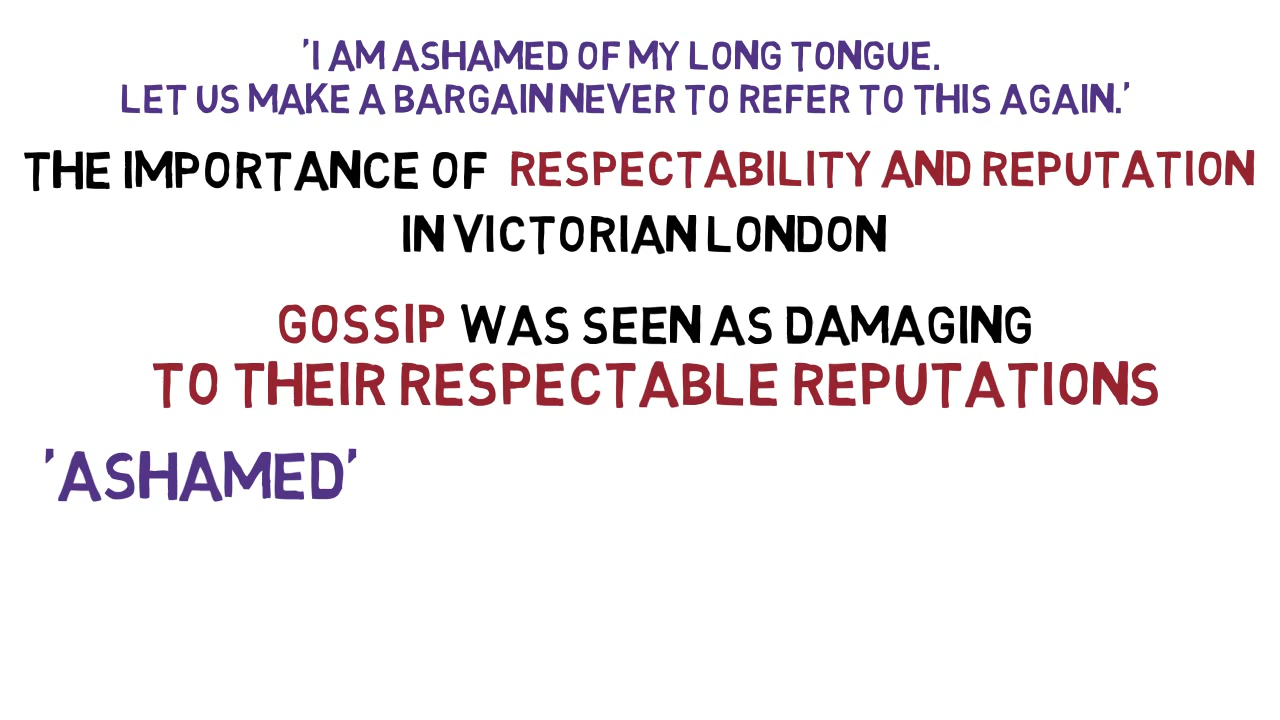 'I AM ASHAMED OF MY LONG TONGUE.
LET US MAKE A BARGAIN NEVER TO REFER TO THIS AGAIN.'
THE IMPORTANCE OF RESPECTABILITY AND REPUTATION
IN VICTORIAN LONDON
GOSSIP WAS SEEN AS DAMAGING
TO THEIR RESPECTABLE REPUTATIONS
'ASHAMED'